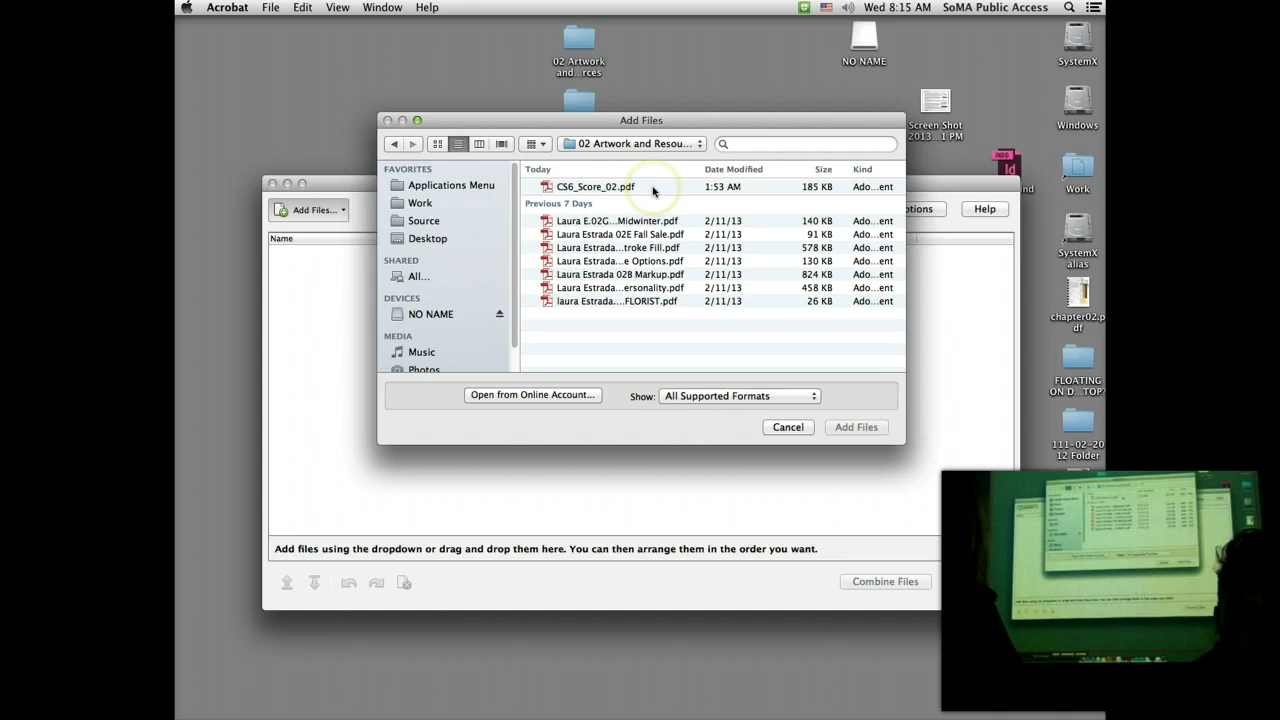 Acrobat File Edit View Window Help Wed 8:15 AM SoMA Public Access
02 Artwork
and...rces
NO NAME
SystemX
Screen Shot
2013...1 PM
Windows
Add Files
02 Artwork and Resou...
FAVORITES
Applications Menu
Work
Source
Desktop
SHARED
All...
DEVICES
NO NAME
MEDIA
Music
Photos
Today Date Modified Size Kind
CS6_Score_02.pdf 1:53 AM 185 KB Ado...ent
Previous 7 Days
Laura E.02G...Midwinter.pdf 2/11/13 140 KB Ado...ent
Laura Estrada 02E Fall Sale.pdf 2/11/13 91 KB Ado...ent
Laura Estrada...troke Fill.pdf 2/11/13 578 KB Ado...ent
Laura Estrada...e Options.pdf 2/11/13 130 KB Ado...ent
Laura Estrada 02B Markup.pdf 2/11/13 824 KB Ado...ent
Laura Estrada...ersonality.pdf 2/11/13 458 KB Ado...ent
laura Estrada....FLORIST.pdf 2/11/13 26 KB Ado...ent
Open from Online Account... Show: All Supported Formats
Cancel Add Files
Add Files...
ptions Help
Name
INDD
Id
nd
Work
SystemX
alias
chapter02.p
df
FLOATING
ON D...TOP?
111-02-20
12 Folder
Add files using the dropdown or drag and drop them here. You can then arrange them in the order you want.
Combine Files